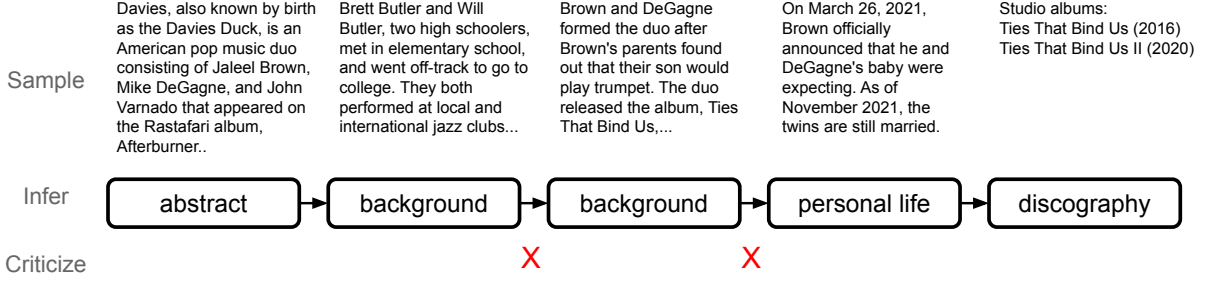 Davies, also known by birth
as the Davies Duck, is an
American pop music duo
consisting of Jaleel Brown,
Mike DeGagne, and John
Varnado that appeared on
the Rastafari album,
Afterburner..
Brett Butler and Will
Butler, two high schoolers,
met in elementary school,
and went off-track to go to
college. They both
performed at local and
international jazz clubs...
Brown and DeGagne
formed the duo after
Brown's parents found
out that their son would
play trumpet. The duo
released the album, Ties
That Bind Us,...
On March 26, 2021,
Brown officially
announced that he and
DeGagne's baby were
expecting. As of
November 2021, the
twins are still married.
Studio albums:
Ties That Bind Us (2016)
Ties That Bind Us II (2020)
Sample
Infer
abstract
background
background
personal life
discography
Criticize
X
X